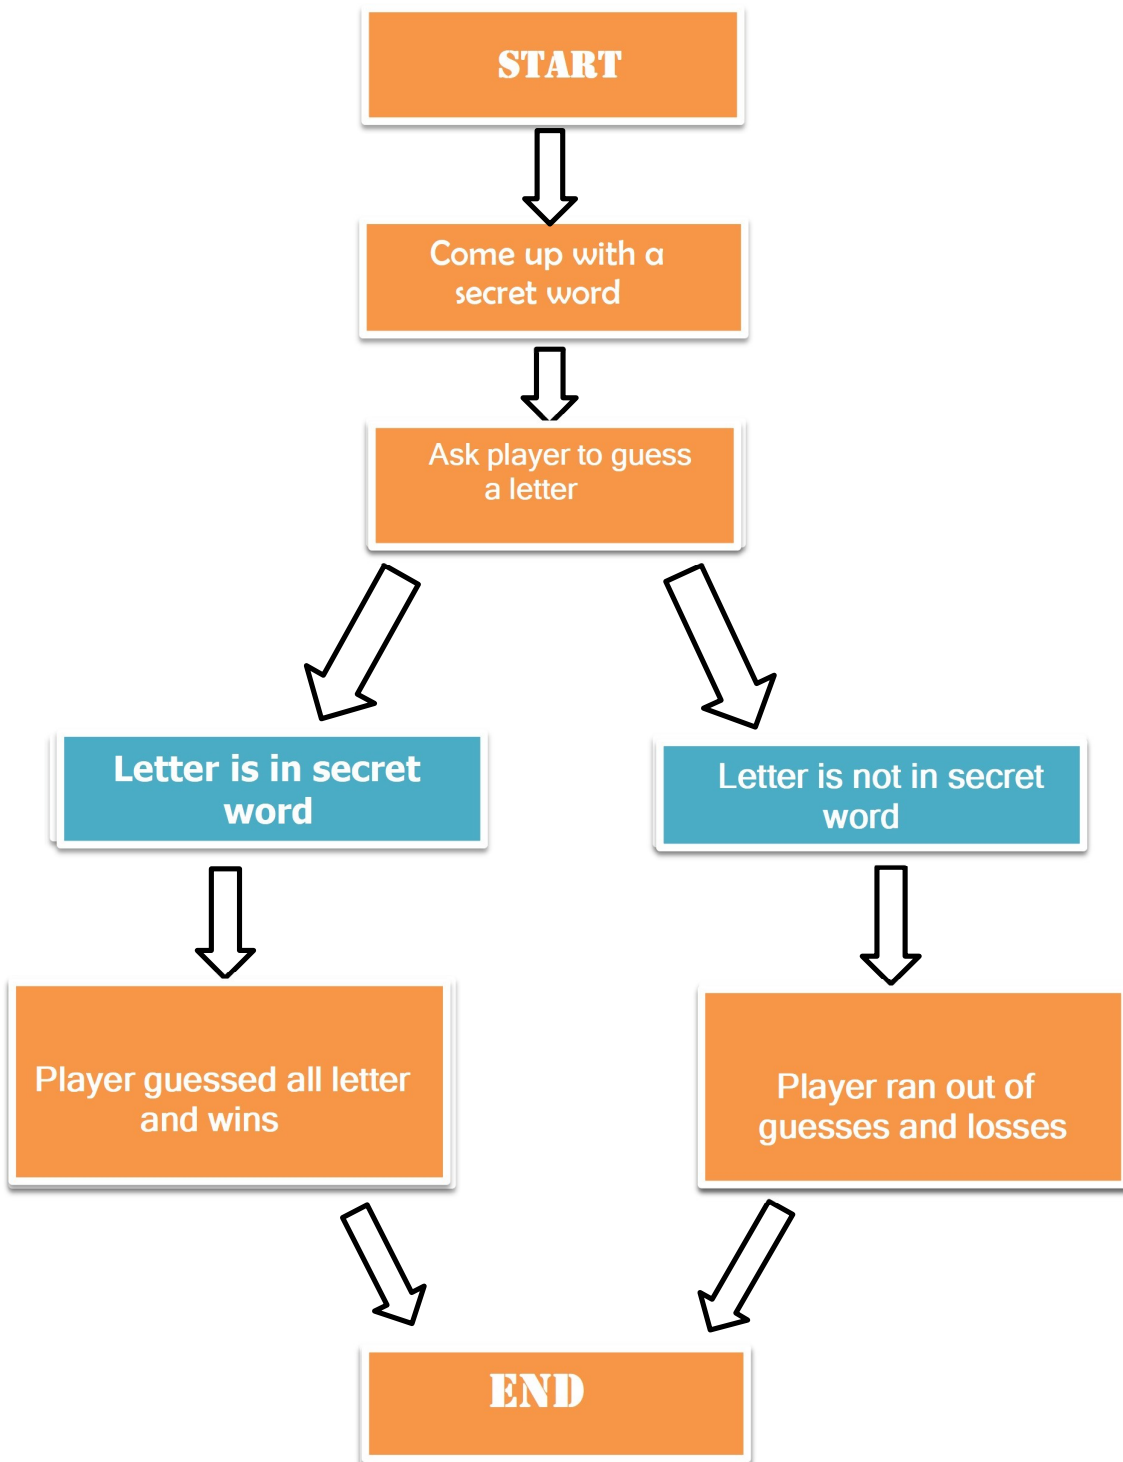 START
Come up with a
secret word
Ask player to guess
a letter
Letter is in secret
word
Letter is not in secret
word
Player guessed all letter
and wins
Player ran out of
guesses and losses
END